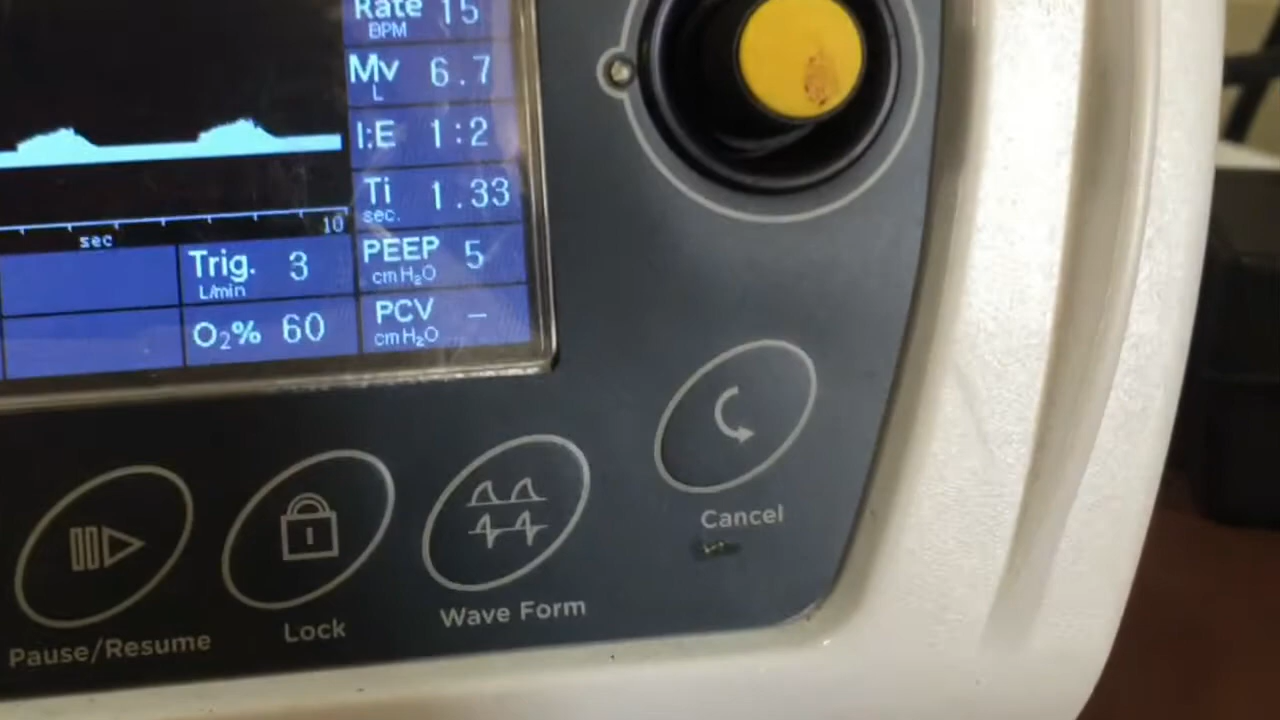 Rate 15
BPM
Mv 6.7
L
I:E 1:2
Ti 1.33
sec.
10
sec
Trig. 3
L/min
PEEP 5
cmH₂O
O₂% 60
PCV –
cmH₂O
Cancel
Wave Form
Lock
Pause/Resume